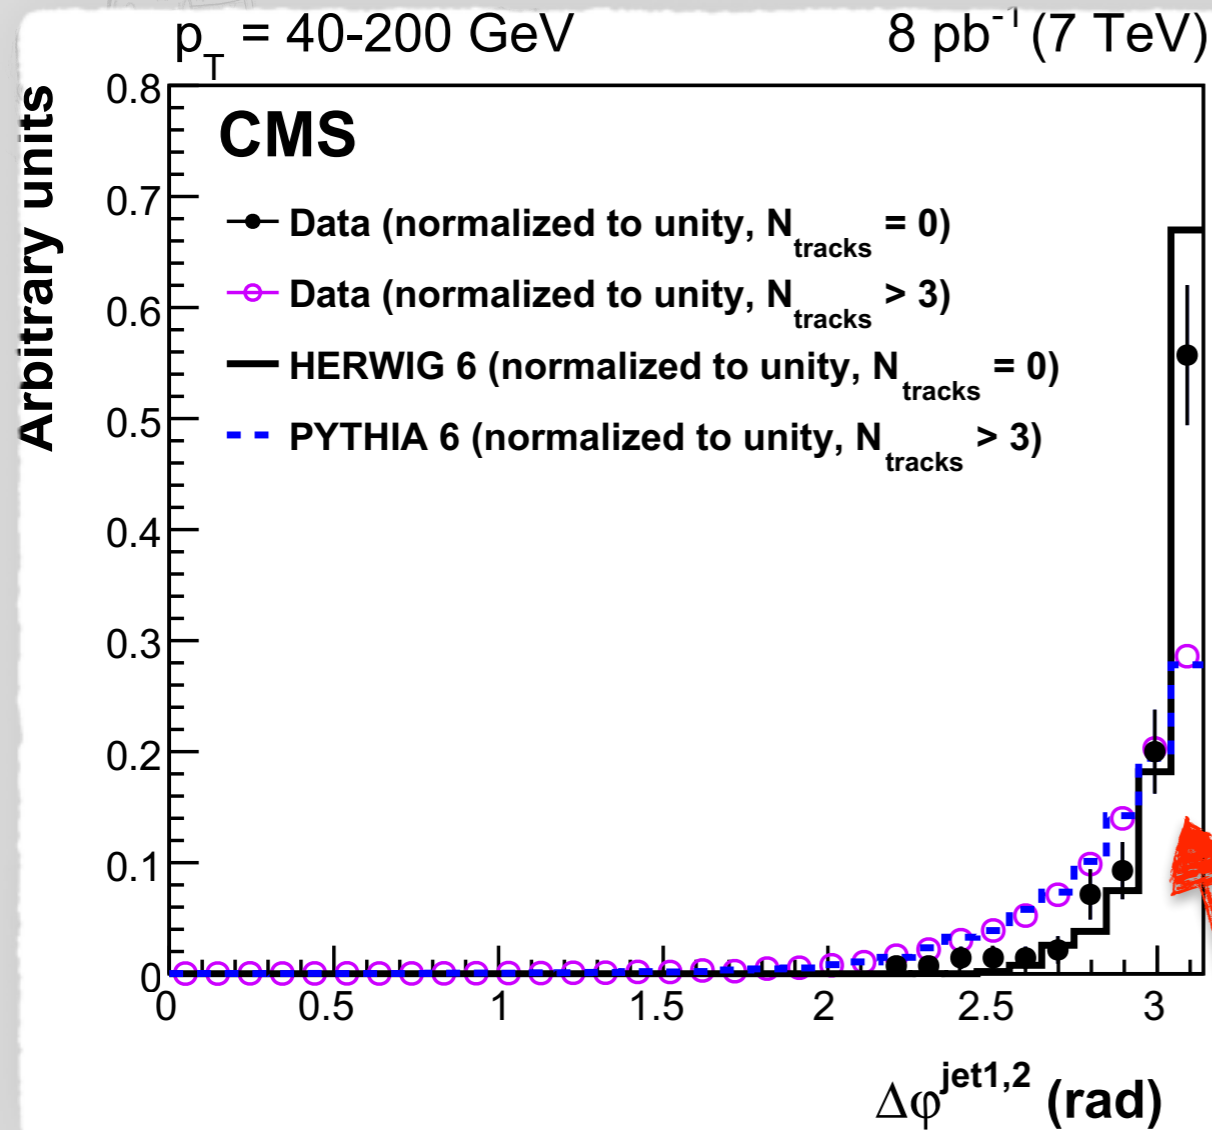 p_T = 40-200 GeV
8 pb^-1 (7 TeV)
Arbitrary units
0.8
0.7
0.6
0.5
0.4
0.3
0.2
0.1
0
CMS
Data (normalized to unity, N_tracks = 0)
Data (normalized to unity, N_tracks > 3)
HERWIG 6 (normalized to unity, N_tracks = 0)
PYTHIA 6 (normalized to unity, N_tracks > 3)
0 0.5 1 1.5 2 2.5 3
Δφ^jet1,2 (rad)